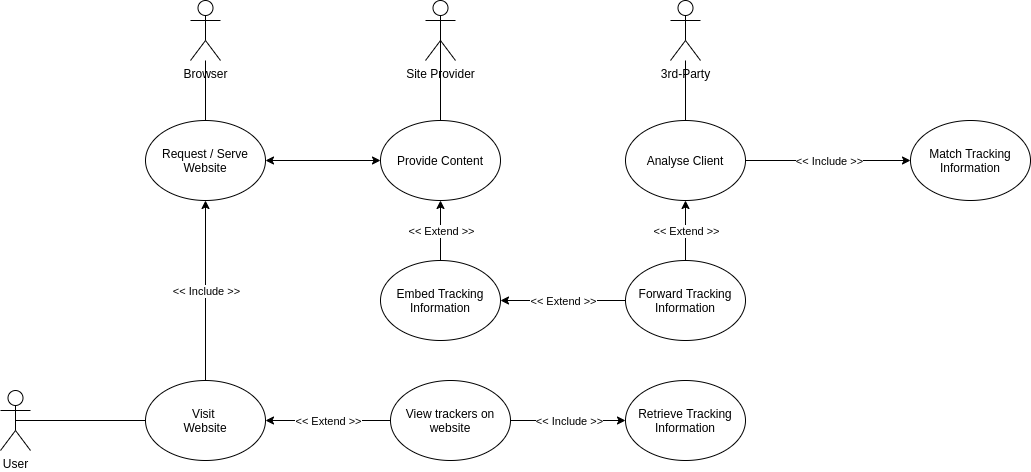 Browser
Site Provider
3rd-Party
Request / Serve
Website
Provide Content
Analyse Client
<< Include >>
Match Tracking
Information
<< Extend >>
<< Extend >>
<< Include >>
Embed Tracking
Information
<< Extend >>
Forward Tracking
Information
Visit
Website
<< Extend >>
View trackers on
website
<< Include >>
Retrieve Tracking
Information
User